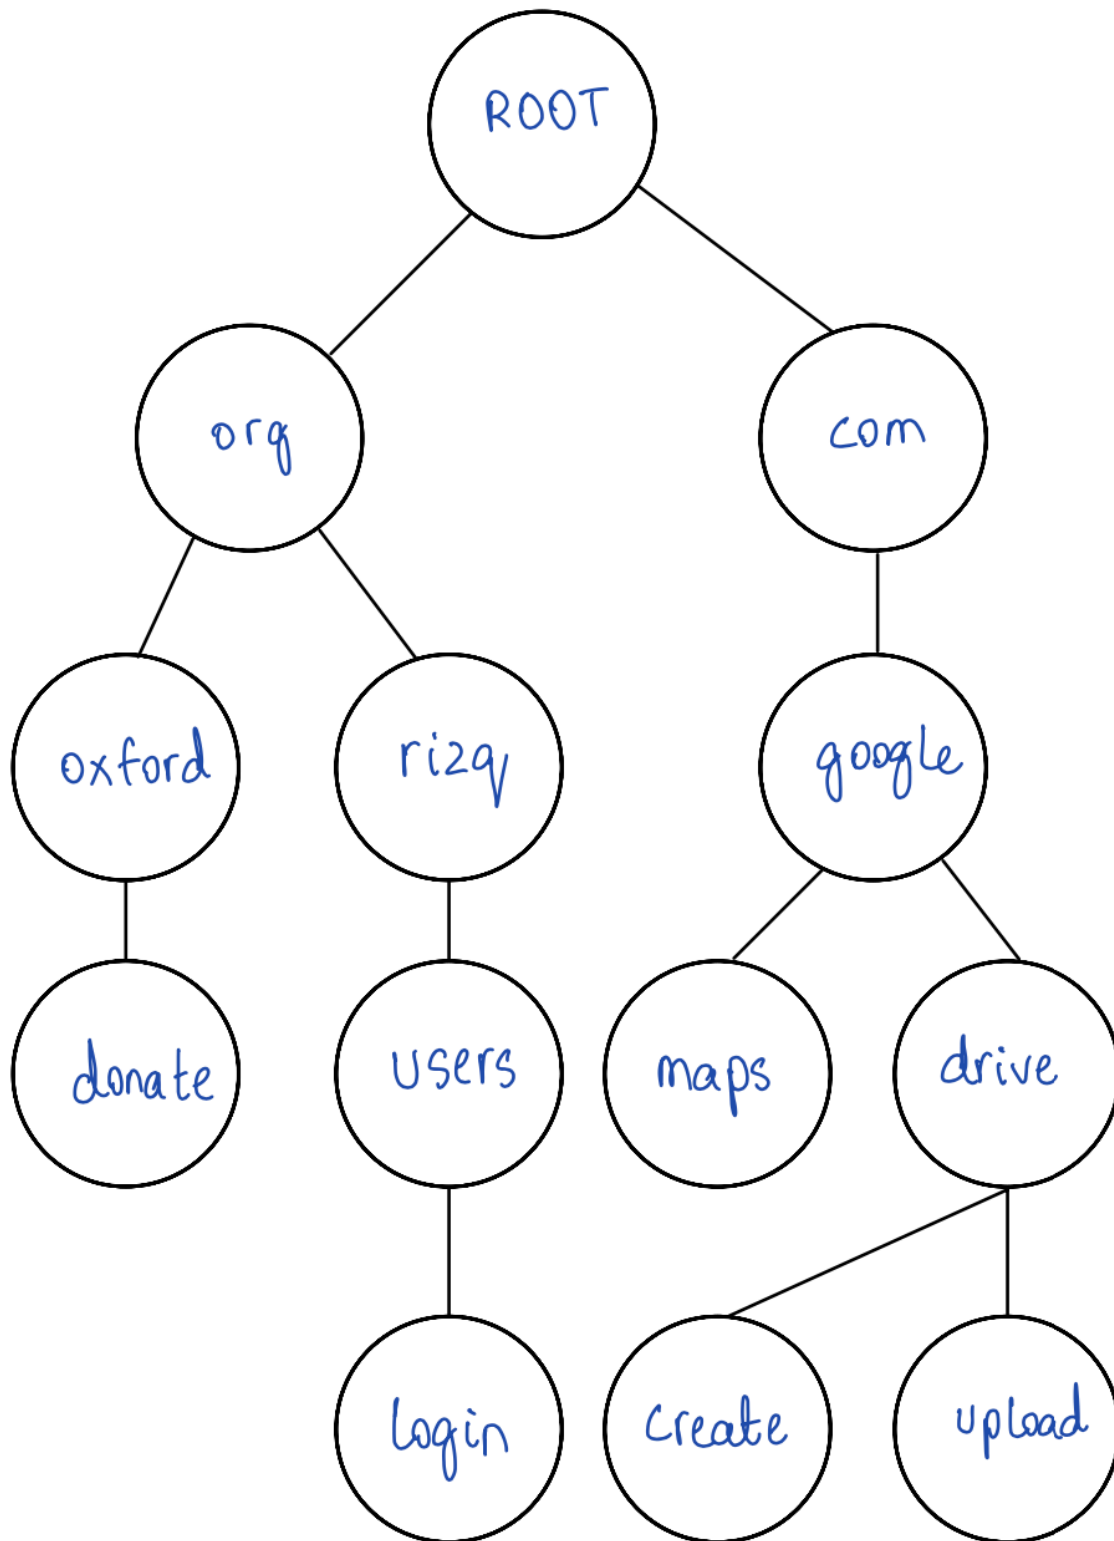 ROOT
org
com
oxford
rizq
google
donate
users
maps
drive
login
create
upload